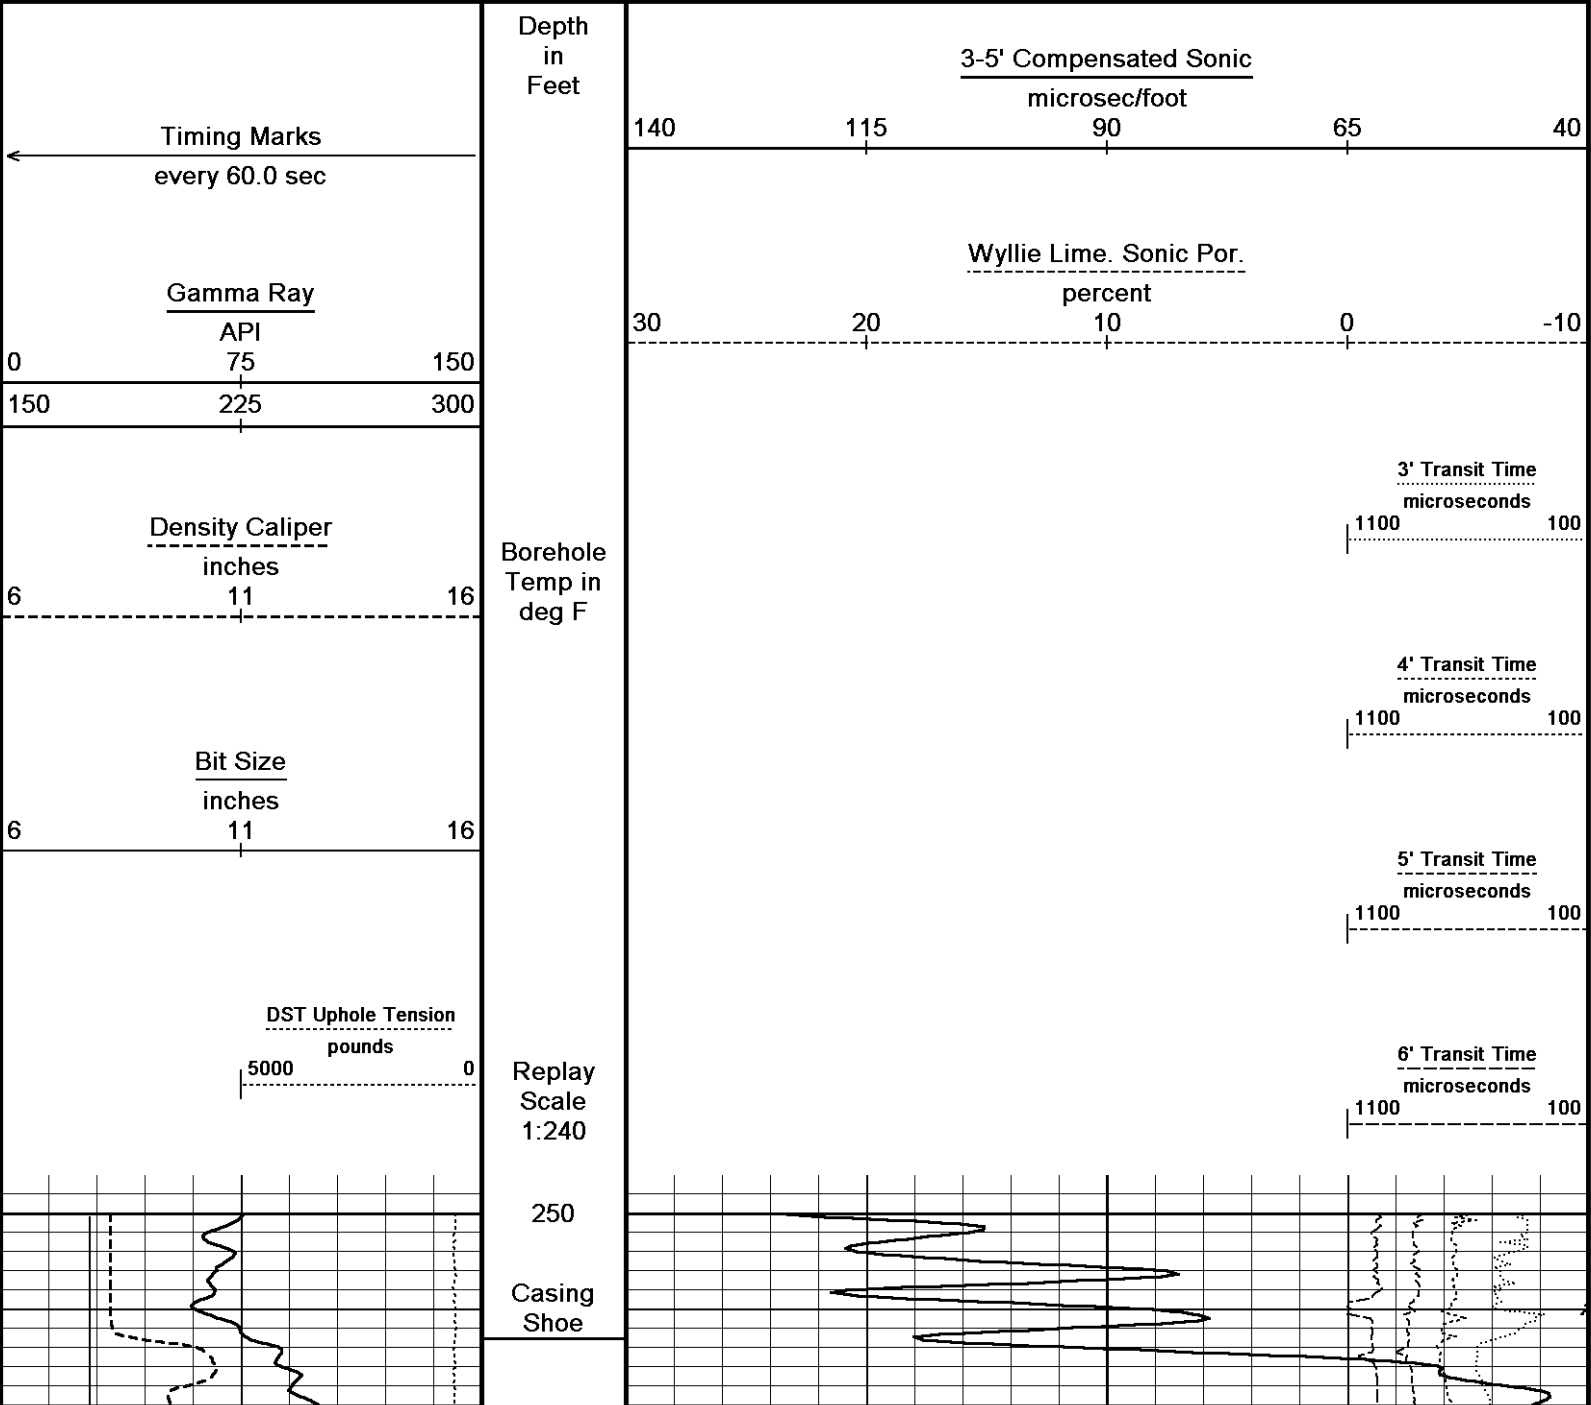 Timing Marks
every 60.0 sec
Gamma Ray
API
0 75 150
150 225 300
Density Caliper
inches
6 11 16
Bit Size
inches
6 11 16
DST Uphole Tension
pounds
5000 0
Depth
in
Feet
Borehole
Temp in
deg F
Replay
Scale
1:240
250
Casing
Shoe
3-5' Compensated Sonic
microsec/foot
140 115 90 65 40
Wyllie Lime. Sonic Por.
percent
30 20 10 0 -10
3' Transit Time
microseconds
1100 100
4' Transit Time
microseconds
1100 100
5' Transit Time
microseconds
1100 100
6' Transit Time
microseconds
1100 100